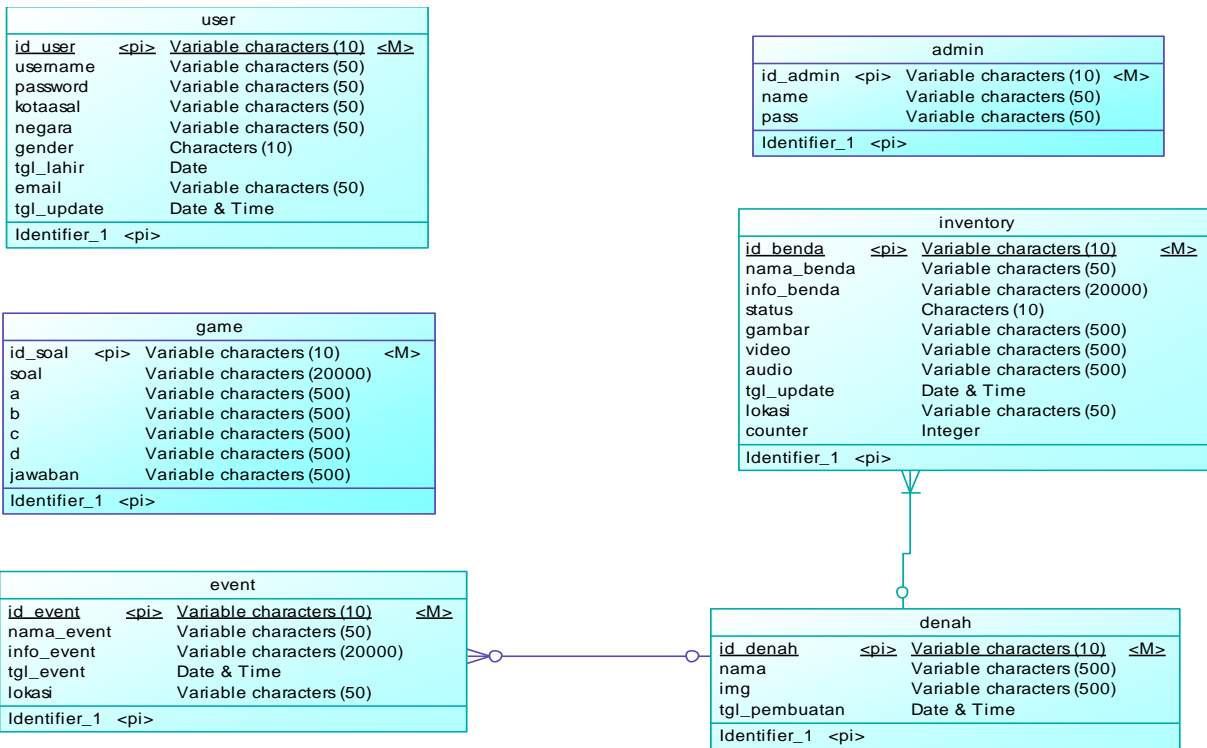 user
id_user <pi> Variable characters (10) <M>
username Variable characters (50)
password Variable characters (50)
kotaasal Variable characters (50)
negara Variable characters (50)
gender Characters (10)
tgl_lahir Date
email Variable characters (50)
tgl_update Date & Time
Identifier_1 <pi>
admin
id_admin <pi> Variable characters (10) <M>
name Variable characters (50)
pass Variable characters (50)
Identifier_1 <pi>
inventory
id_benda <pi> Variable characters (10) <M>
nama_benda Variable characters (50)
info_benda Variable characters (20000)
status Characters (10)
gambar Variable characters (500)
video Variable characters (500)
audio Variable characters (500)
tgl_update Date & Time
lokasi Variable characters (50)
counter Integer
Identifier_1 <pi>
game
id_soal <pi> Variable characters (10) <M>
soal Variable characters (20000)
a Variable characters (500)
b Variable characters (500)
c Variable characters (500)
d Variable characters (500)
jawaban Variable characters (500)
Identifier_1 <pi>
event
id_event <pi> Variable characters (10) <M>
nama_event Variable characters (50)
info_event Variable characters (20000)
tgl_event Date & Time
lokasi Variable characters (50)
Identifier_1 <pi>
denah
id_denah <pi> Variable characters (10) <M>
nama Variable characters (500)
img Variable characters (500)
tgl_pembuatan Date & Time
Identifier_1 <pi>